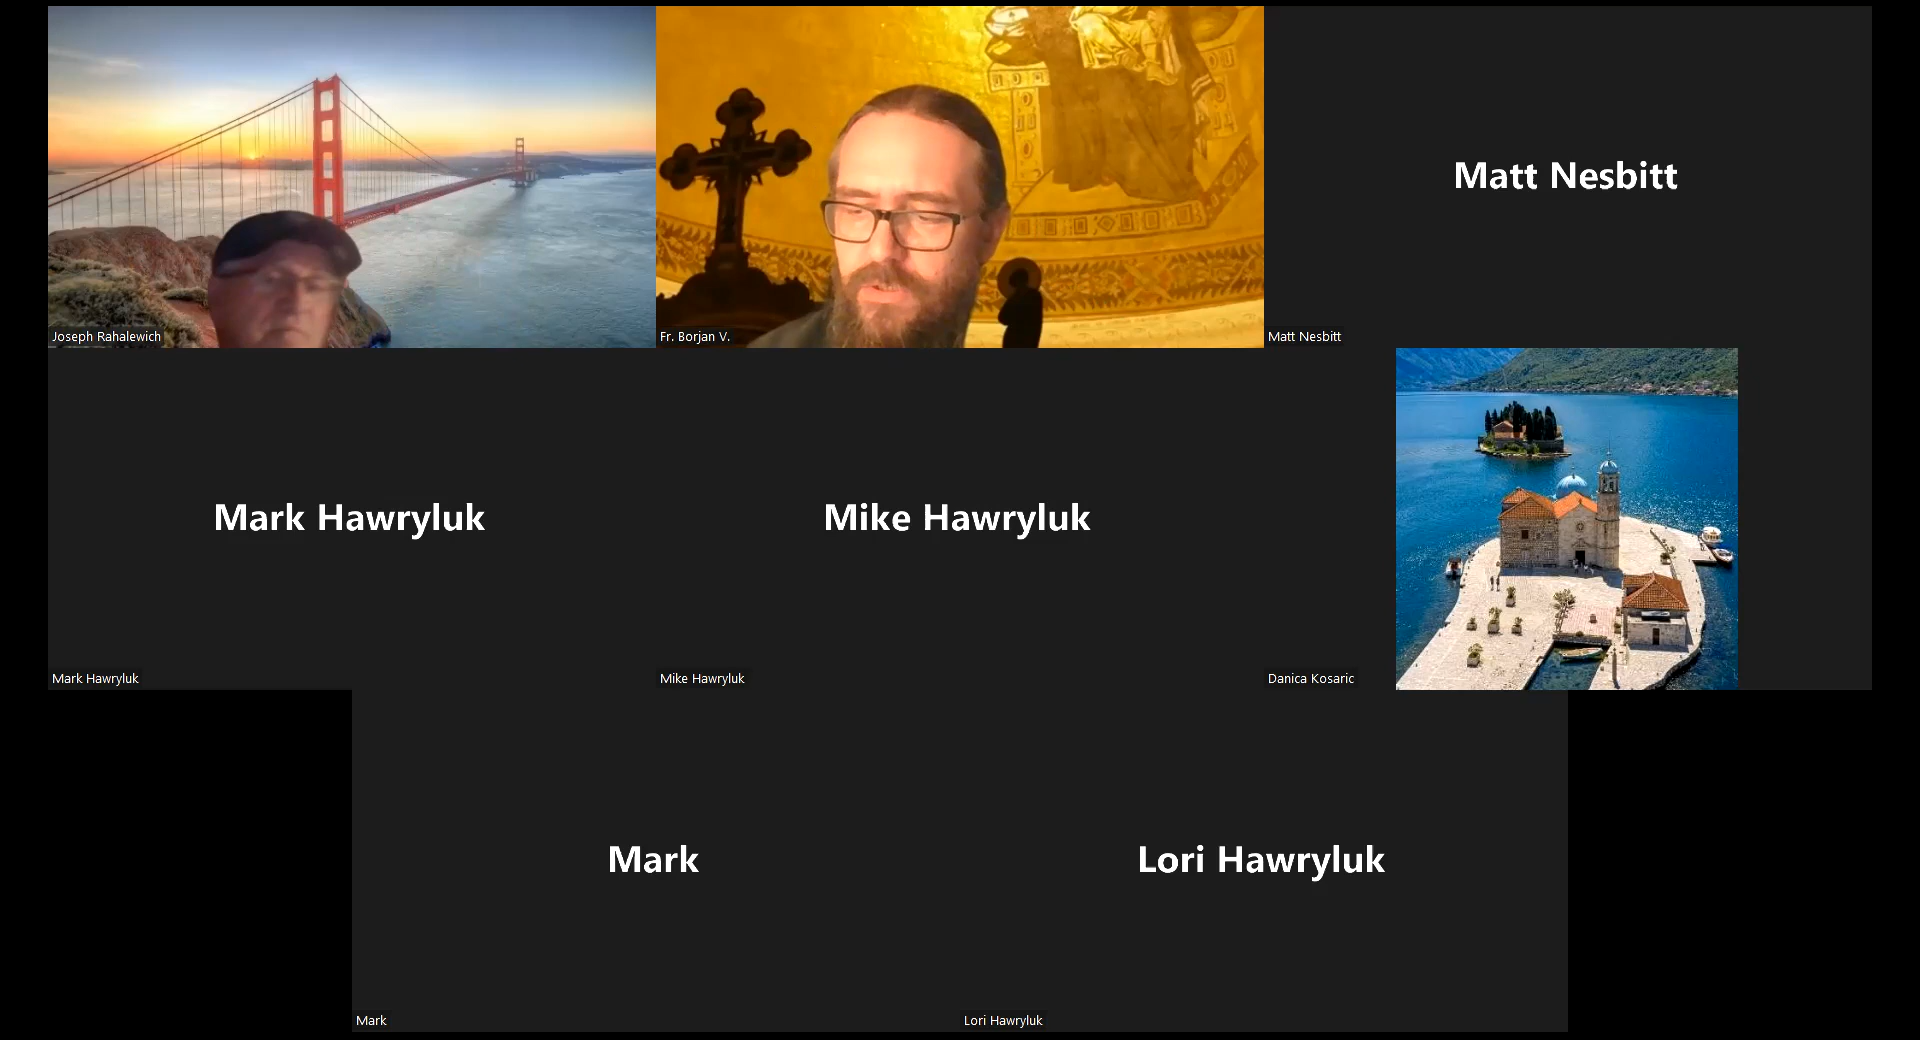 Joseph Rahalewich
Fr. Borjan V.
Matt Nesbitt
Matt Nesbitt
Mark Hawryluk
Mark Hawryluk
Mike Hawryluk
Mike Hawryluk
Danica Kosaric
Mark
Mark
Lori Hawryluk
Lori Hawryluk